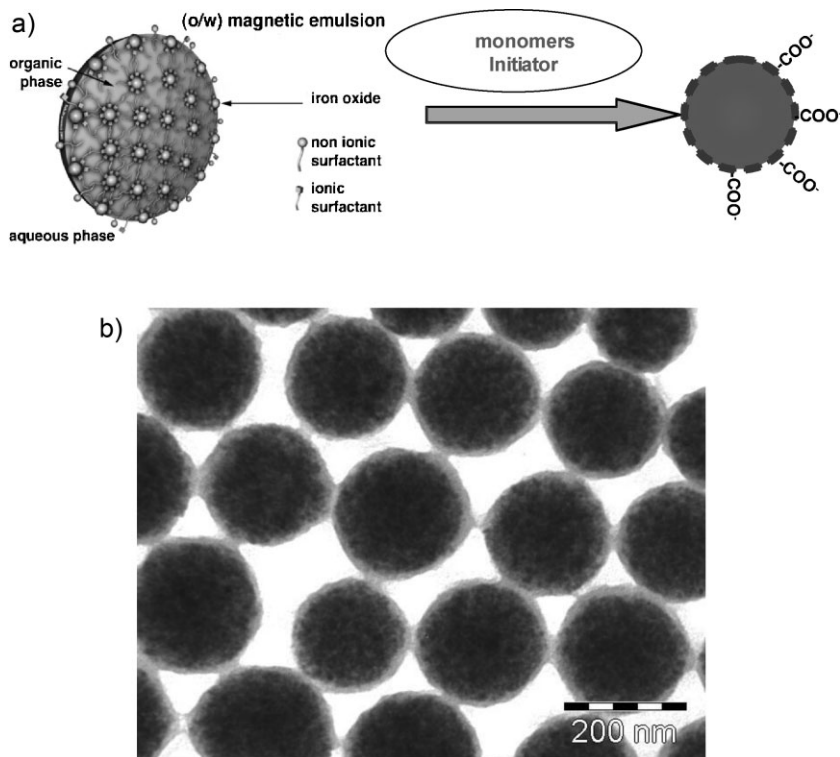 a)
(o/w) magnetic emulsion
organic
phase
iron oxide
non ionic
surfactant
ionic
surfactant
aqueous phase
monomers
Initiator
-COO-
-COO-
-COO-
-COO-
b)
200 nm